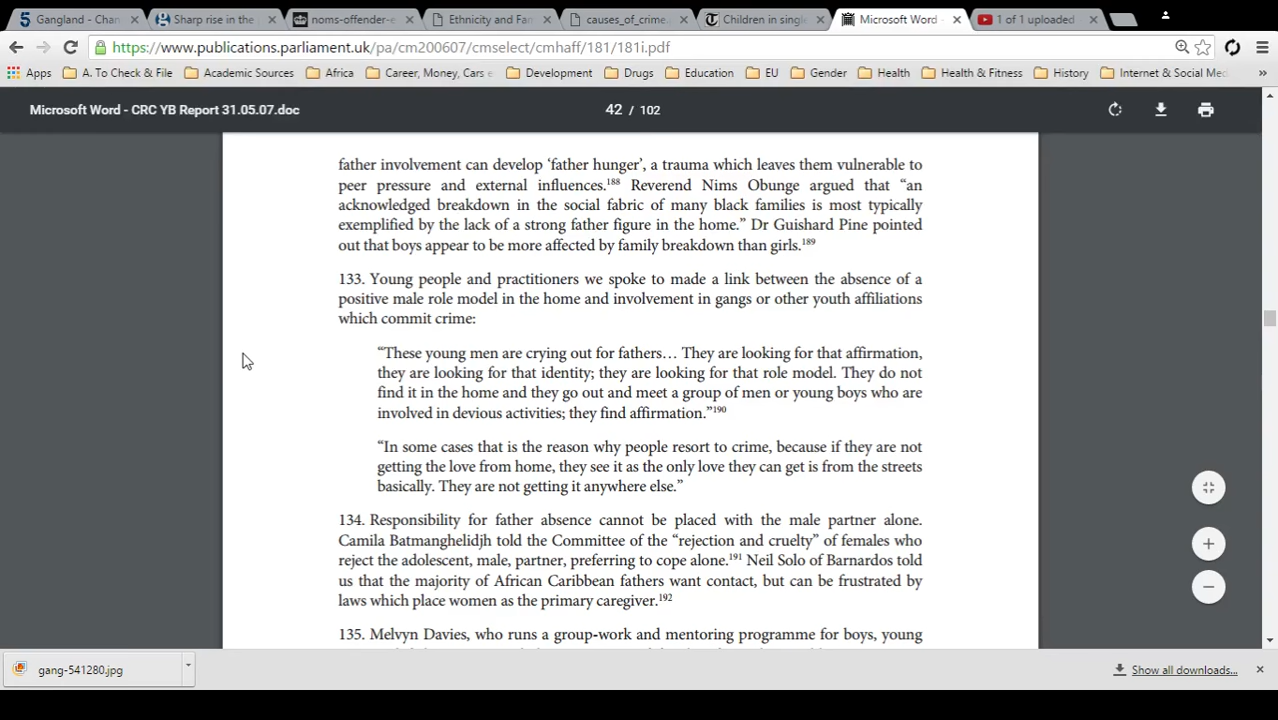 Gangland - Chan
Sharp rise in the
noms-offender-e
Ethnicity and Fam
causes_of_crime.
Children in single
Microsoft Word -
1 of 1 uploaded
https://www.publications.parliament.uk/pa/cm200607/cmselect/cmhaff/181/181i.pdf
Apps A. To Check & File Academic Sources Africa Career, Money, Cars e Development Drugs Education EU Gender Health Health & Fitness History Internet & Social Med »
Microsoft Word - CRC YB Report 31.05.07.doc
42 / 102
father involvement can develop ‘father hunger’, a trauma which leaves them vulnerable to
peer pressure and external influences.188 Reverend Nims Obunge argued that “an
acknowledged breakdown in the social fabric of many black families is most typically
exemplified by the lack of a strong father figure in the home.” Dr Guishard Pine pointed
out that boys appear to be more affected by family breakdown than girls.189
133. Young people and practitioners we spoke to made a link between the absence of a
positive male role model in the home and involvement in gangs or other youth affiliations
which commit crime:
“These young men are crying out for fathers… They are looking for that affirmation,
they are looking for that identity; they are looking for that role model. They do not
find it in the home and they go out and meet a group of men or young boys who are
involved in devious activities; they find affirmation.”190
“In some cases that is the reason why people resort to crime, because if they are not
getting the love from home, they see it as the only love they can get is from the streets
basically. They are not getting it anywhere else.”
134. Responsibility for father absence cannot be placed with the male partner alone.
Camila Batmanghelidjh told the Committee of the “rejection and cruelty” of females who
reject the adolescent, male, partner, preferring to cope alone.191 Neil Solo of Barnardos told
us that the majority of African Caribbean fathers want contact, but can be frustrated by
laws which place women as the primary caregiver.192
135. Melvyn Davies, who runs a group-work and mentoring programme for boys, young
gang-541280.jpg
Show all downloads...